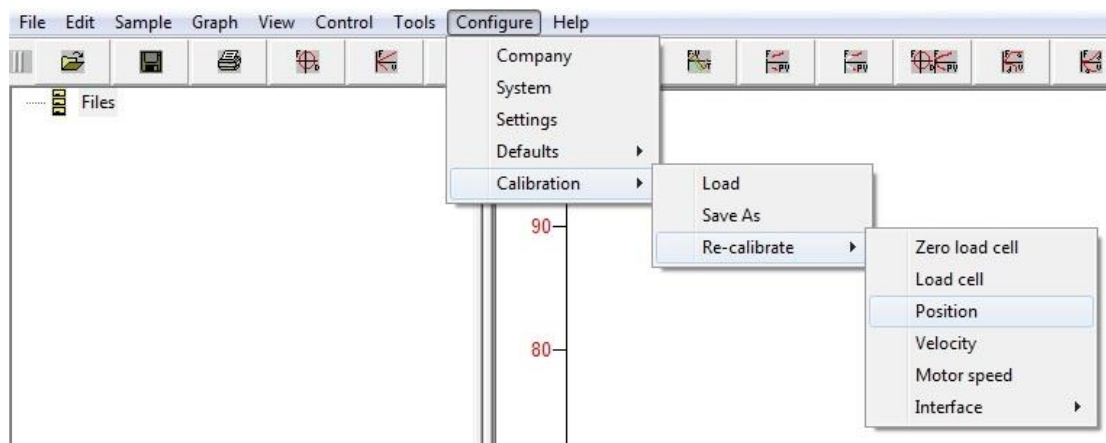 File Edit Sample Graph View Control Tools Configure Help
Company
System
Settings
Defaults
Calibration
Files
Load
Save As
Re-calibrate
Zero load cell
Load cell
Position
Velocity
Motor speed
Interface
90
80